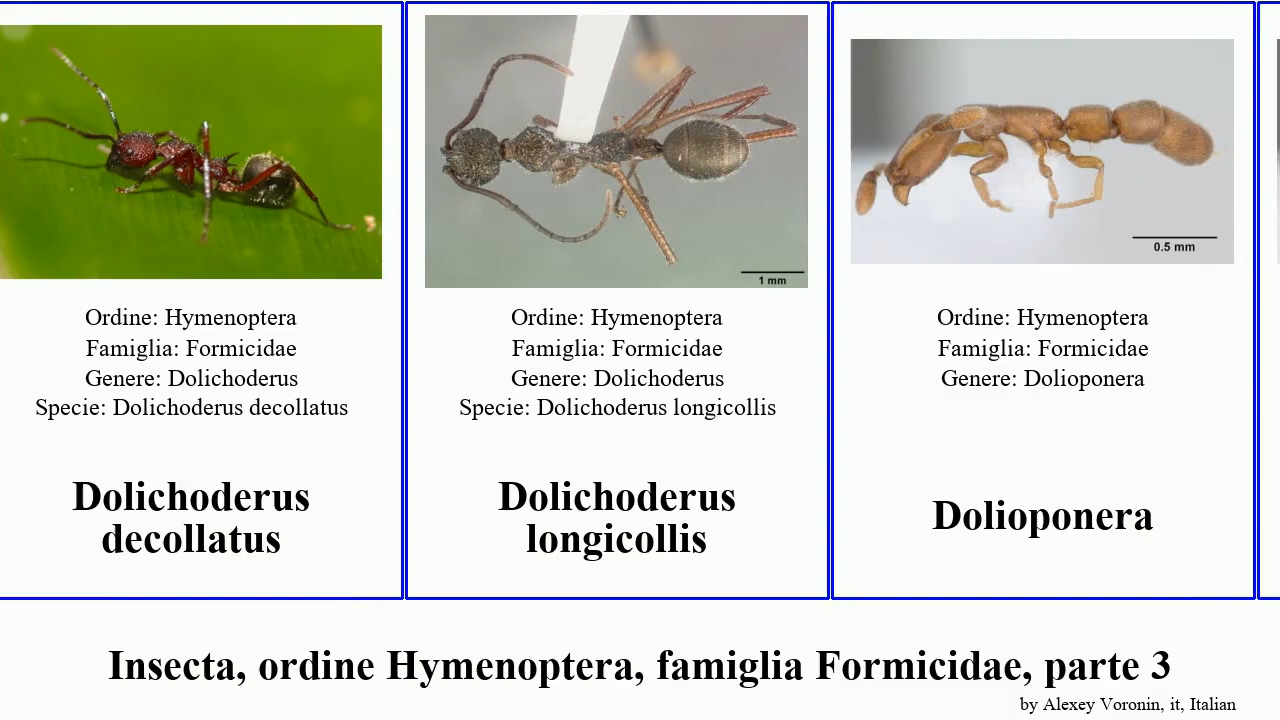 Ordine: Hymenoptera
Famiglia: Formicidae
Genere: Dolichoderus
Specie: Dolichoderus decollatus
Dolichoderus
decollatus
1 mm
Ordine: Hymenoptera
Famiglia: Formicidae
Genere: Dolichoderus
Specie: Dolichoderus longicollis
Dolichoderus
longicollis
0.5 mm
Ordine: Hymenoptera
Famiglia: Formicidae
Genere: Dolioponera
Dolioponera
Insecta, ordine Hymenoptera, famiglia Formicidae, parte 3
by Alexey Voronin, it, Italian